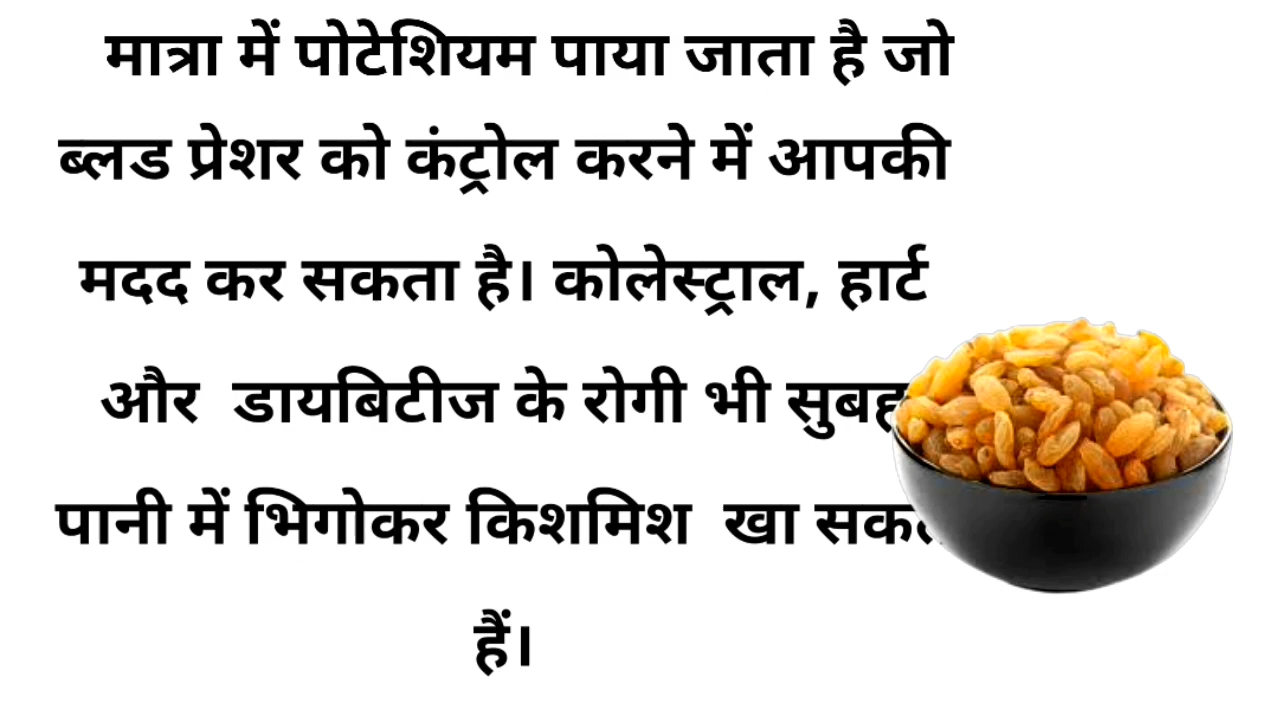 मात्रा में पोटेशियम पाया जाता है जो
ब्लड प्रेशर को कंट्रोल करने में आपकी
मदद कर सकता है। कोलेस्ट्राल, हार्ट
और डायबिटीज के रोगी भी सुबह
पानी में भिगोकर किशमिश खा
हैं।